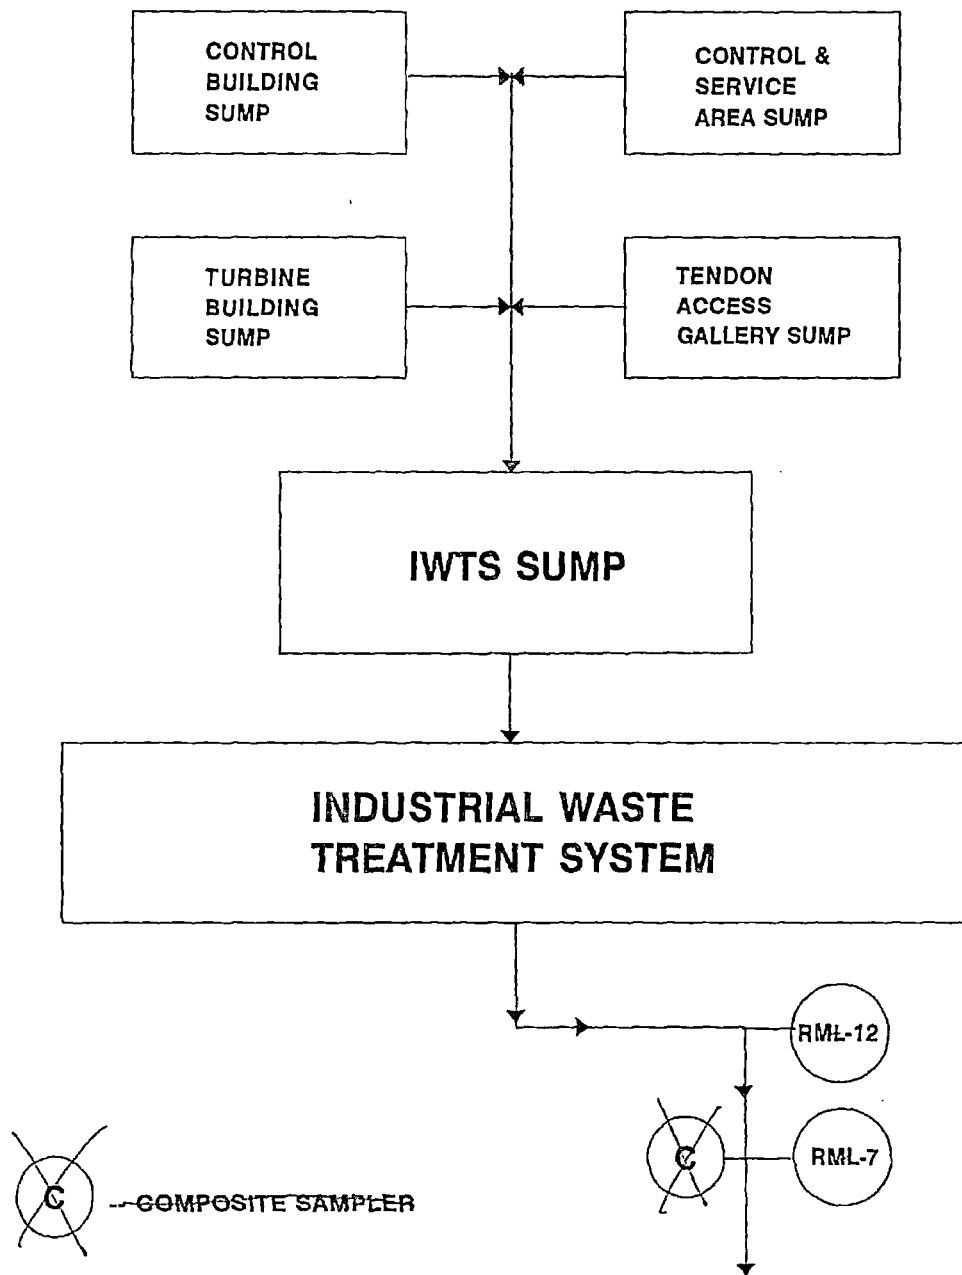 CONTROL
BUILDING
SUMP
CONTROL &
SERVICE
AREA SUMP
TURBINE
BUILDING
SUMP
TENDON
ACCESS
GALLERY SUMP
IWTS SUMP
INDUSTRIAL WASTE
TREATMENT SYSTEM
RML-12
C
RML-7
C
-- COMPOSITE SAMPLER